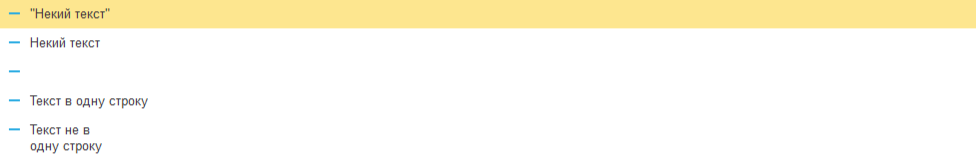 — "Некий текст"
— Некий текст
—
— Текст в одну строку
— Текст не в
одну строку